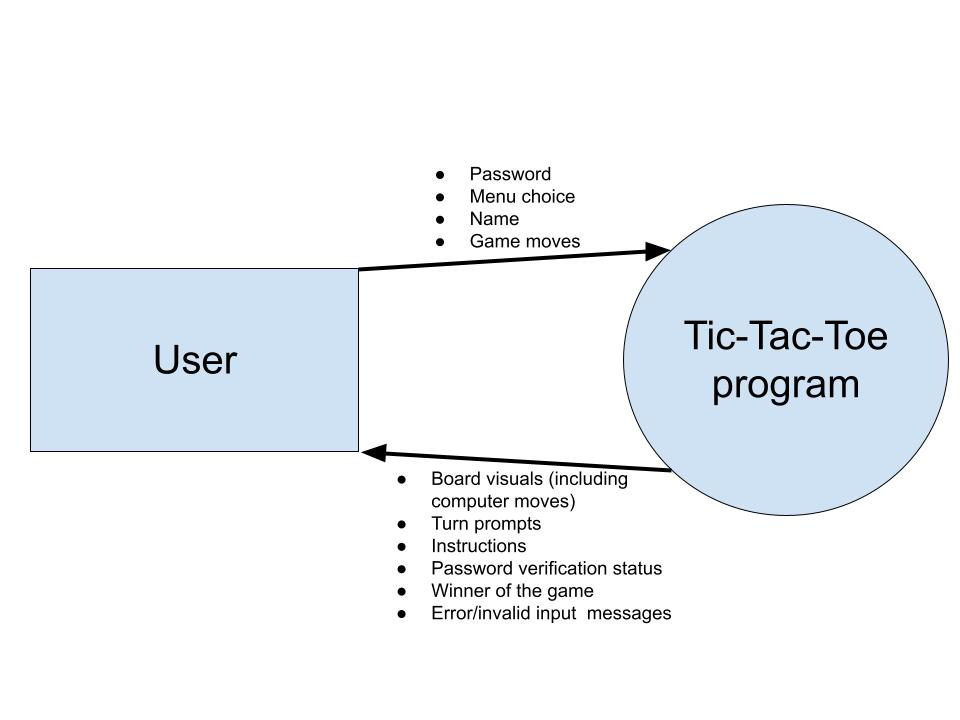 ● Password
● Menu choice
● Name
● Game moves
User
Tic-Tac-Toe
program
● Board visuals (including
computer moves)
● Turn prompts
● Instructions
● Password verification status
● Winner of the game
● Error/invalid input  messages